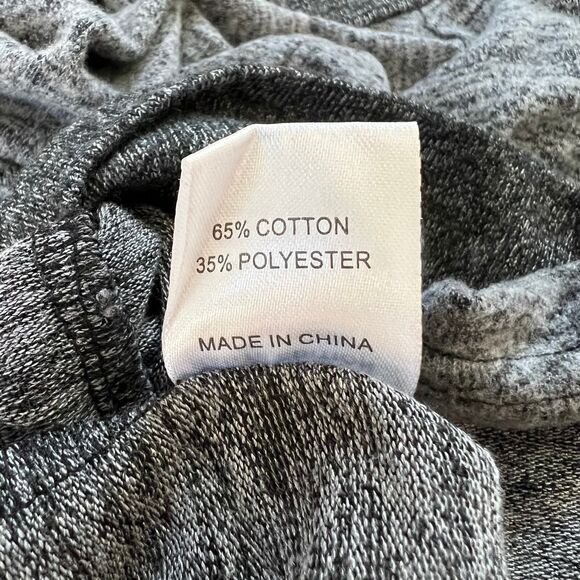 65% COTTON
35% POLYESTER
MADE IN CHINA